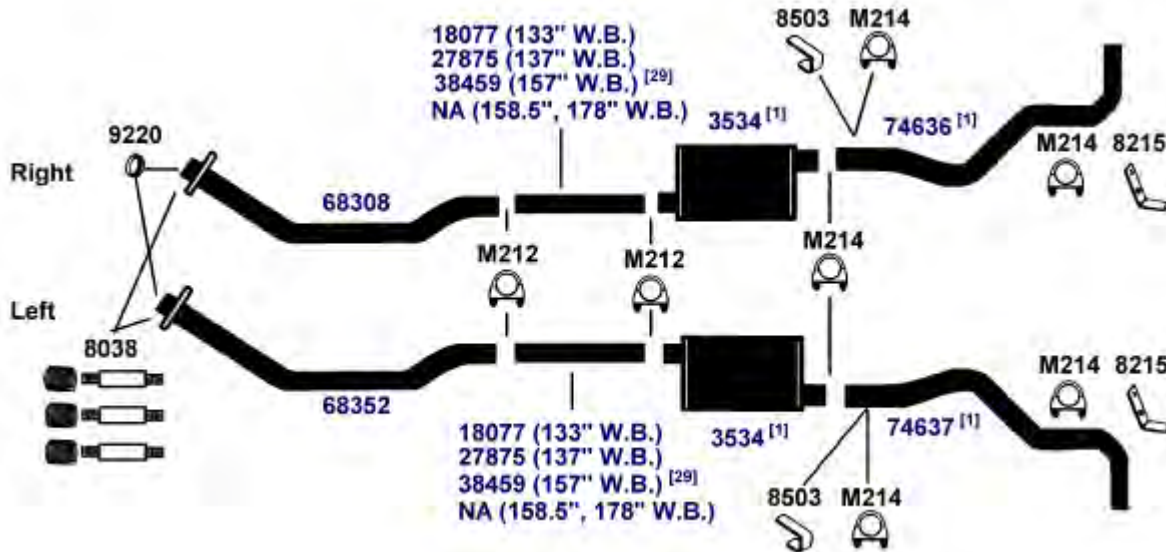 8503 M214
18077 (133" W.B.)
27875 (137" W.B.)
38459 (157" W.B.) [29]
NA (158.5", 178" W.B.)
3534 [1]
74636 [1]
9220
M214 8215
Right
68308
M212
M212
M214
Left
8038
M214 8215
68352
18077 (133" W.B.)
27875 (137" W.B.)
38459 (157" W.B.) [29]
NA (158.5", 178" W.B.)
3534 [1]
74637 [1]
8503 M214